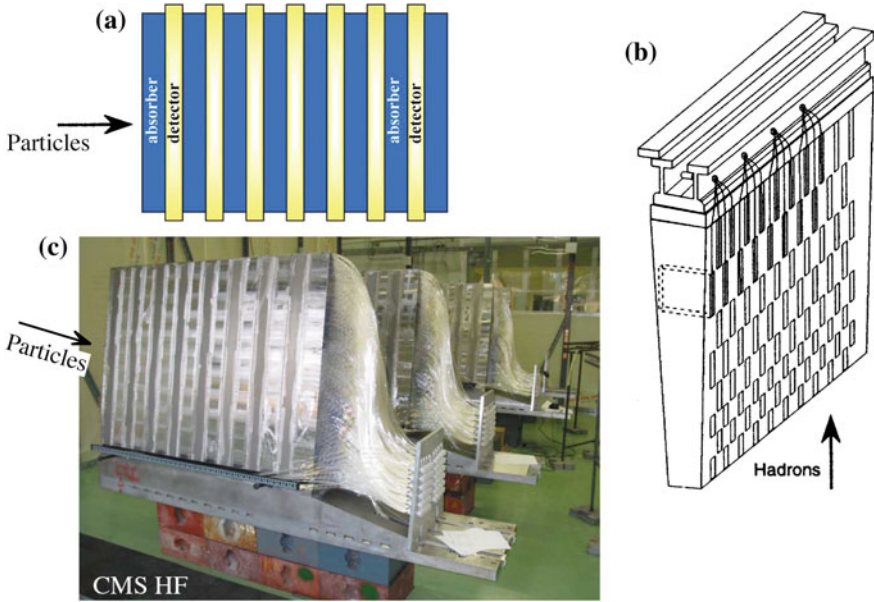 (a)
absorber
detector
absorber
detector
Particles
(b)
Hadrons
(c)
Particles
CMS HF